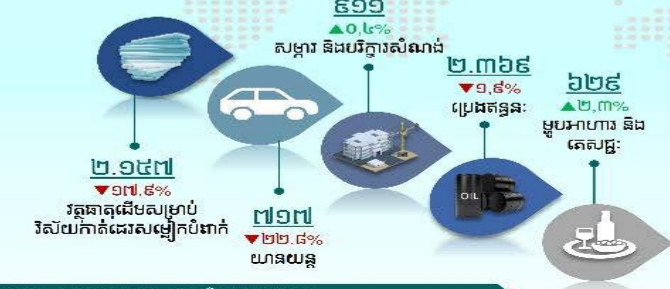 ៩១១
▲០,៤%
សម្ភារ និងបរិក្ខារសំណង់
២.៣៦៩
▼១,៩%
ប្រេងឥន្ធនៈ
៦២៩
▲២,៣%
ម្ហូបអាហារ និង
ភេសជ្ជៈ
២.១៥៧
▼១៧.៩%
វត្ថុធាតុដើមសម្រាប់
វិស័យកាត់ដេរសម្លៀកបំពាក់
៧១៧
▼២២.៨%
យានយន្ត
OIL